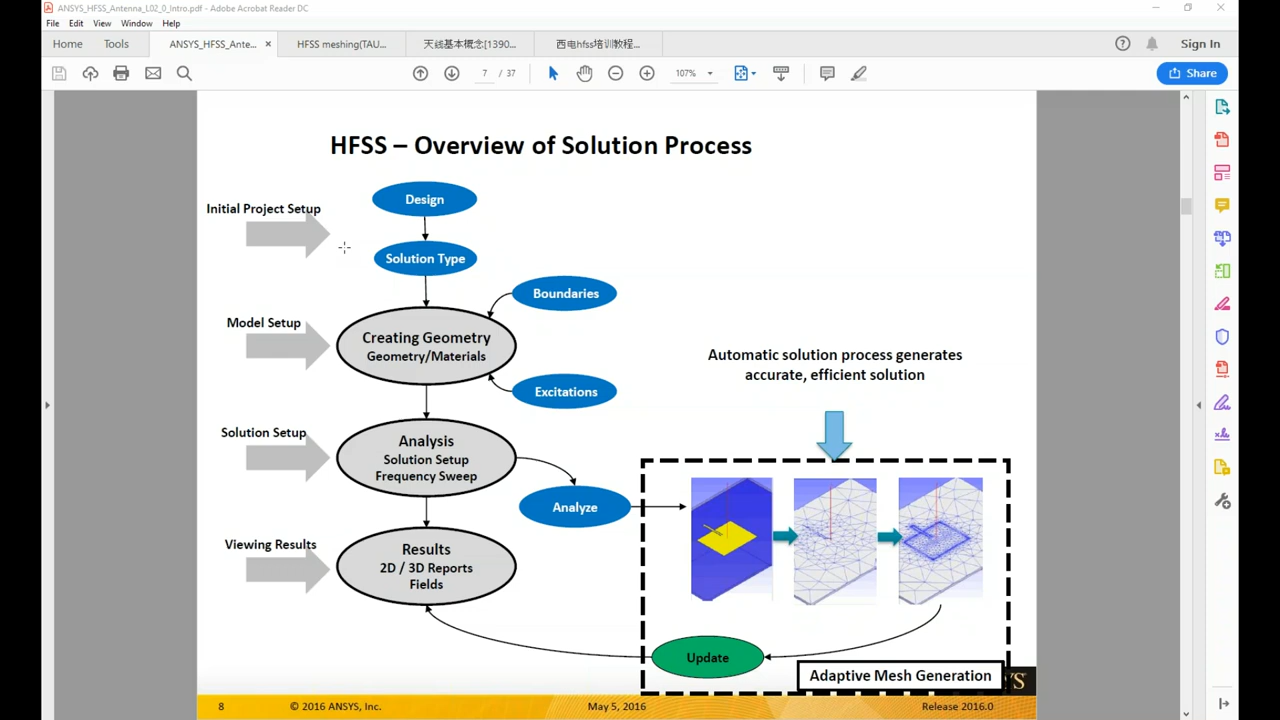 ANSYS_HFSS_Antenna_L02_0_Intro.pdf - Adobe Acrobat Reader DC
File Edit View Window Help
Home Tools ANSYS_HFSS_Ante... × HFSS meshing(TAU... 天线基本概念[1390... 西电hfss培训教程... Sign In
7 / 37 107% Share
HFSS – Overview of Solution Process
Initial Project Setup
Design
Solution Type
Boundaries
Model Setup
Creating Geometry
Geometry/Materials
Excitations
Automatic solution process generates
accurate, efficient solution
Solution Setup
Analysis
Solution Setup
Frequency Sweep
Analyze
Viewing Results
Results
2D / 3D Reports
Fields
Update
Adaptive Mesh Generation
YS
8 © 2016 ANSYS, Inc. May 5, 2016 Release 2016.0